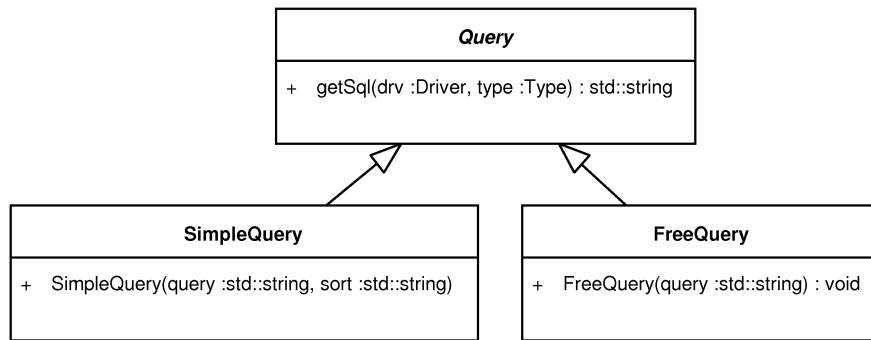 Query
+ getSql(drv :Driver, type :Type) : std::string
SimpleQuery
+ SimpleQuery(query :std::string, sort :std::string)
FreeQuery
+ FreeQuery(query :std::string) : void